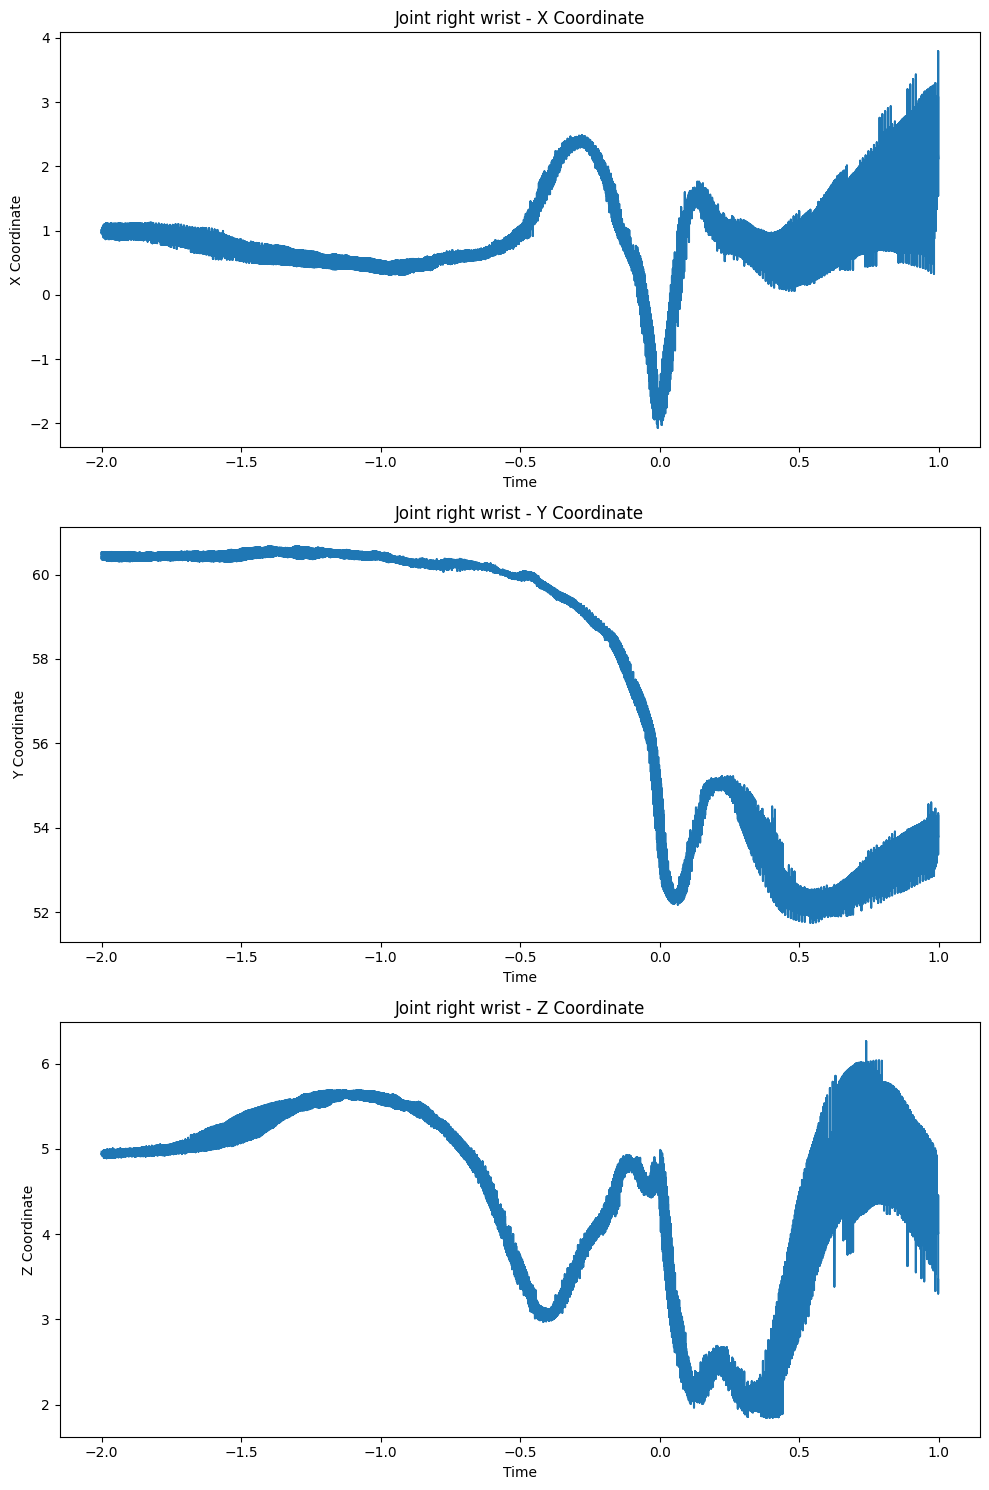 Joint right wrist - X Coordinate
4
3
2
1
0
−1
−2
X Coordinate
−2.0 −1.5 −1.0 −0.5 0.0 0.5 1.0
Time
Joint right wrist - Y Coordinate
60
58
56
54
52
Y Coordinate
−2.0 −1.5 −1.0 −0.5 0.0 0.5 1.0
Time
Joint right wrist - Z Coordinate
6
5
4
3
2
Z Coordinate
−2.0 −1.5 −1.0 −0.5 0.0 0.5 1.0
Time